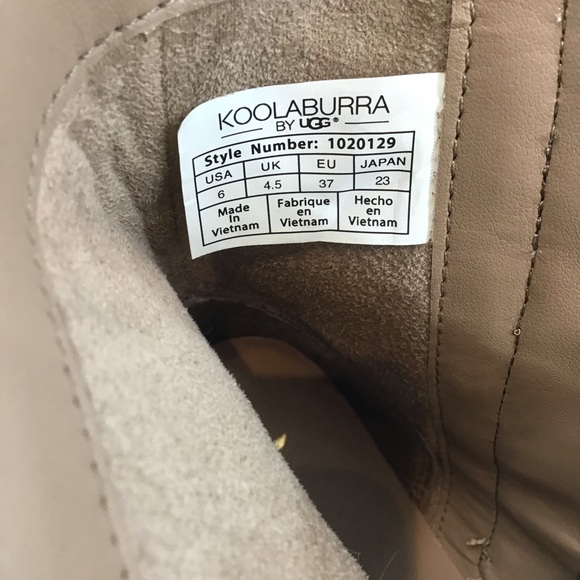 KOOLABURRA
BY UGG®
Style Number: 1020129
USA UK EU JAPAN
6 4.5 37 23
Made In Vietnam Fabrique en Vietnam Hecho en Vietnam